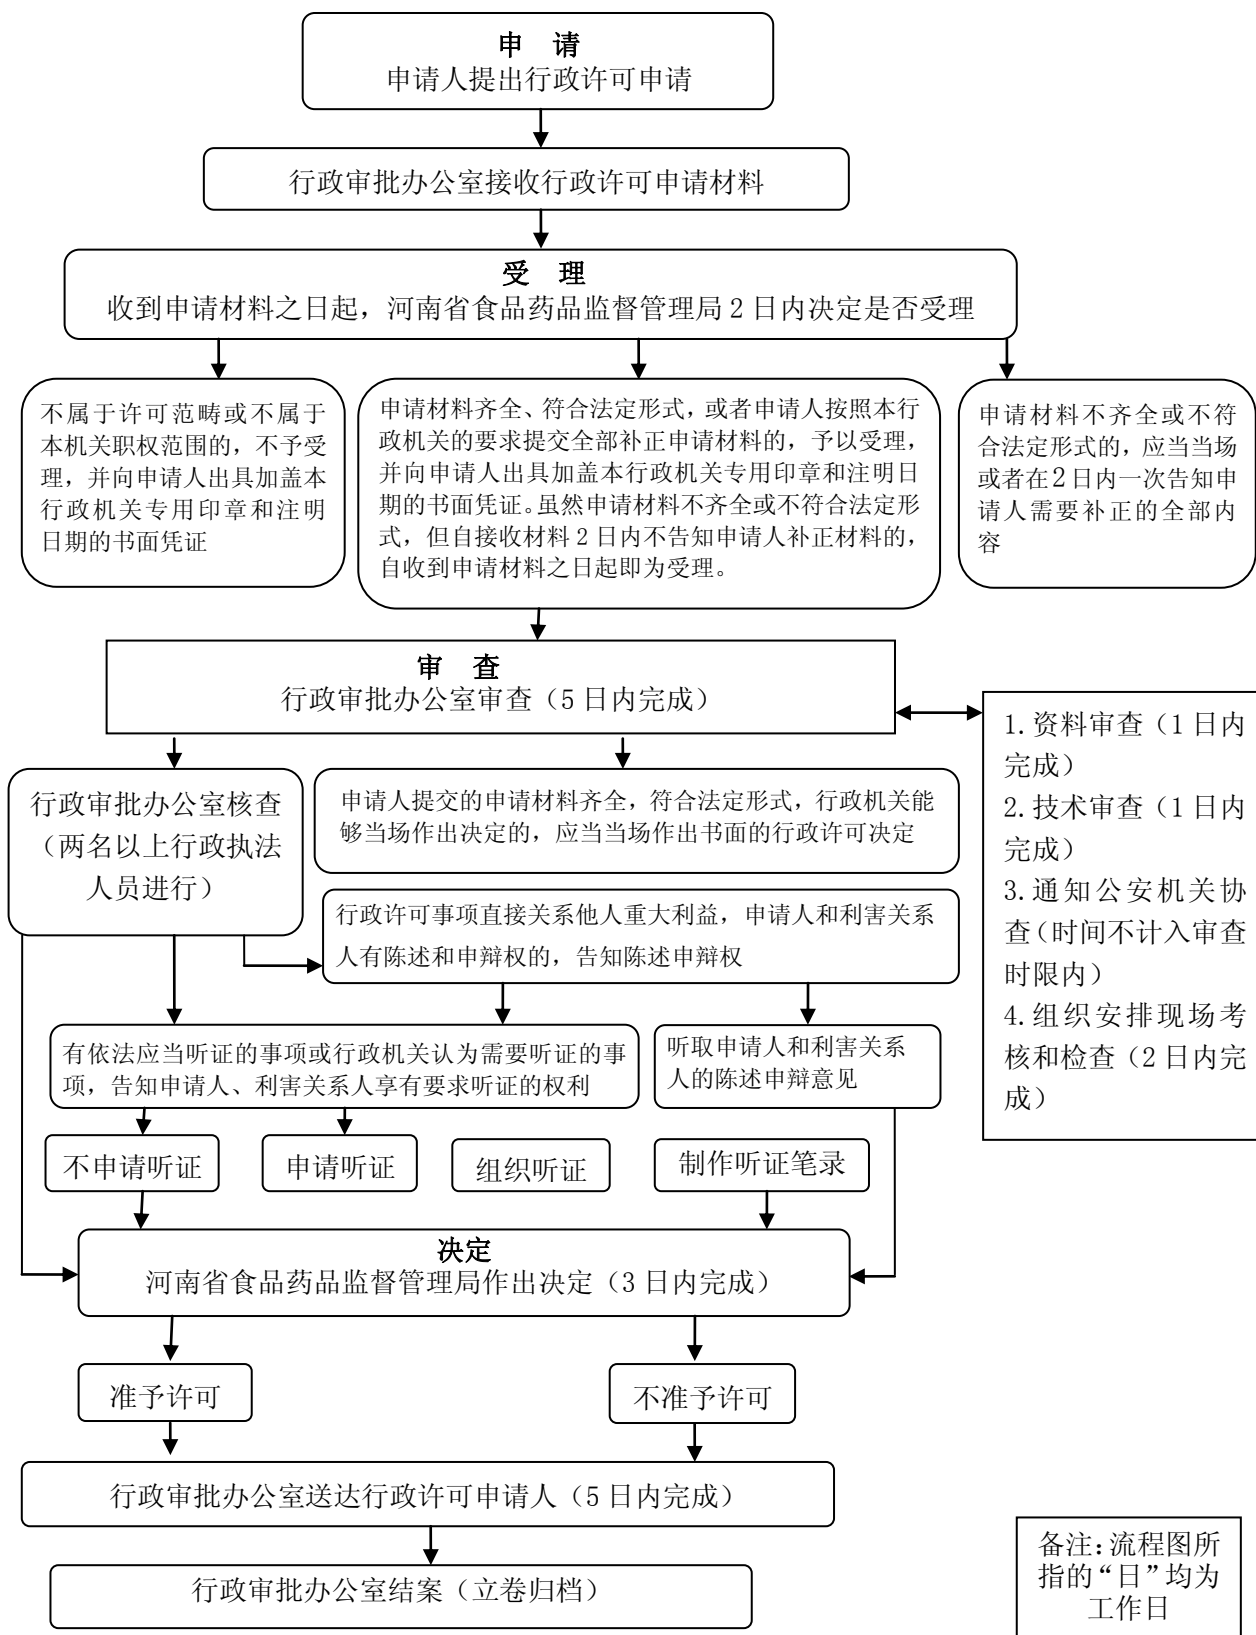 申 请
申请人提出行政许可申请
行政审批办公室接收行政许可申请材料
受 理
收到申请材料之日起，河南省食品药品监督管理局 2 日内决定是否受理
不属于许可范畴或不属于
本机关职权范围的，不予受
理，并向申请人出具加盖本
行政机关专用印章和注明
日期的书面凭证
申请材料齐全、符合法定形式，或者申请人按照本行
政机关的要求提交全部补正申请材料的，予以受理，
并向申请人出具加盖本行政机关专用印章和注明日
期的书面凭证。虽然申请材料不齐全或不符合法定形
式，但自接收材料 2 日内不告知申请人补正材料的，
自收到申请材料之日起即为受理。
申请材料不齐全或不符
合法定形式的，应当当场
或者在2日内一次告知申
请人需要补正的全部内
容
审 查
行政审批办公室审查（5 日内完成）
1.资料审查（1 日内
完成）
2.技术审查（1 日内
完成）
3.通知公安机关协
查（时间不计入审查
时限内）
4.组织安排现场考
核和检查（2 日内完
成）
行政审批办公室核查
（两名以上行政执法
人员进行）
申请人提交的申请材料齐全，符合法定形式，行政机关能
够当场作出决定的，应当当场作出书面的行政许可决定
行政许可事项直接关系他人重大利益，申请人和利害关系
人有陈述和申辩权的，告知陈述申辩权
有依法应当听证的事项或行政机关认为需要听证的事
项，告知申请人、利害关系人享有要求听证的权利
听取申请人和利害关系
人的陈述申辩意见
不申请听证
申请听证
组织听证
制作听证笔录
决定
河南省食品药品监督管理局作出决定（3 日内完成）
准予许可
不准予许可
行政审批办公室送达行政许可申请人（5 日内完成）
行政审批办公室结案（立卷归档）
备注：流程图所
指的“日”均为
工作日